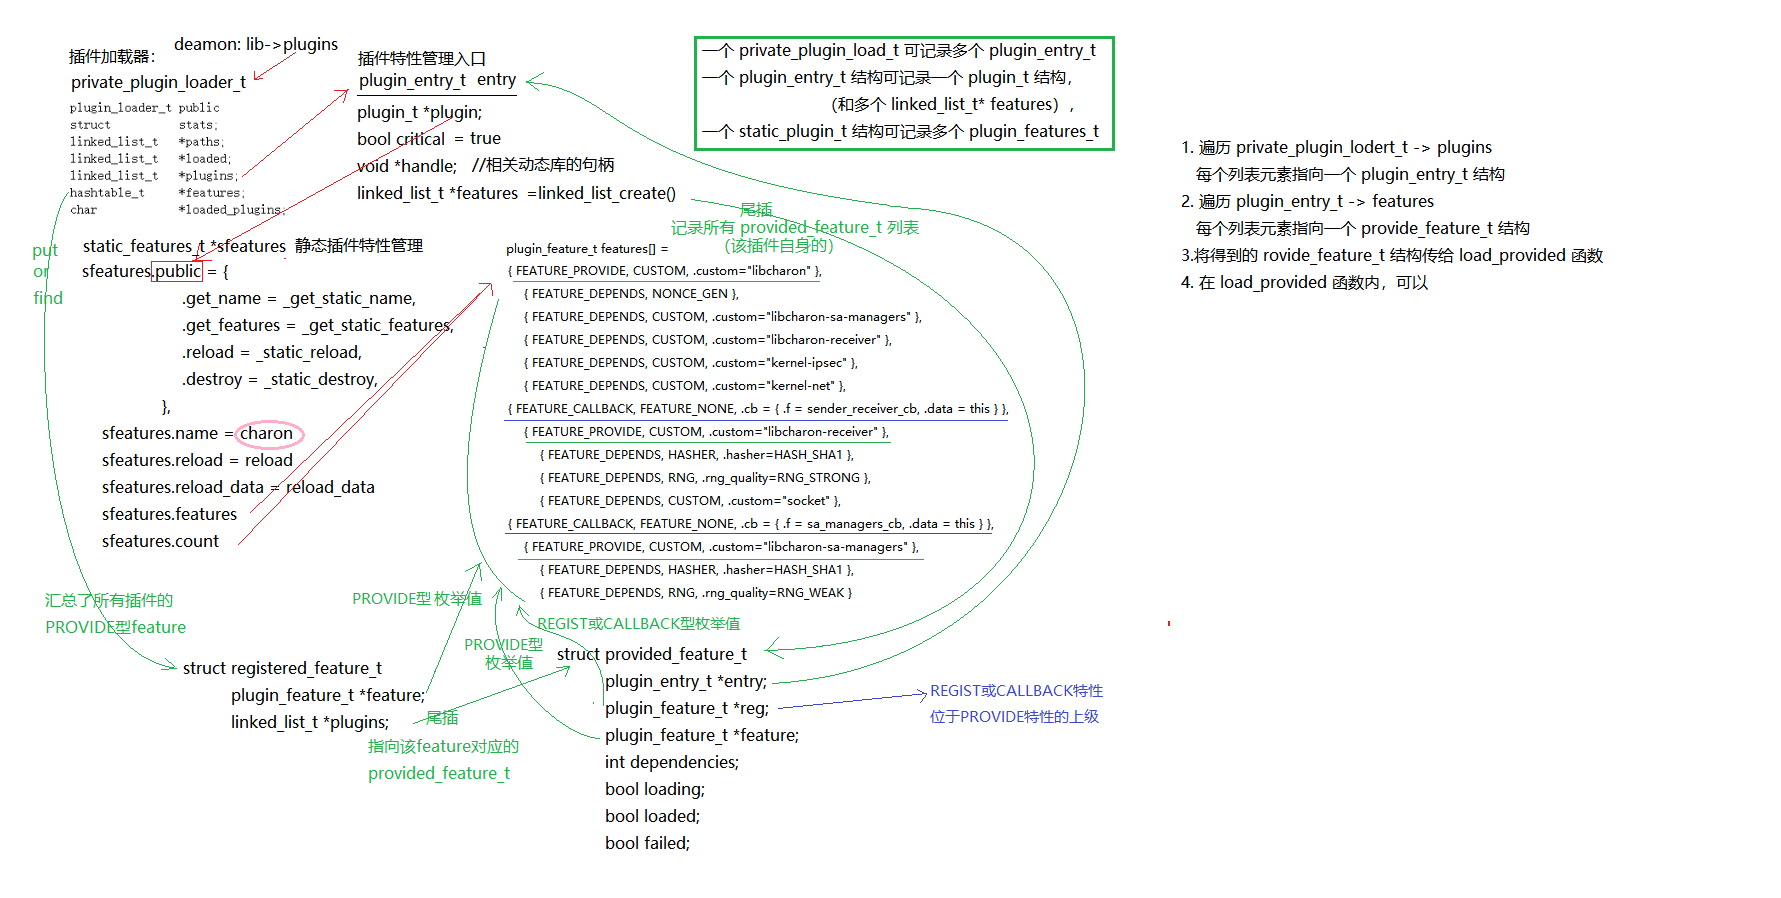 deamon: lib->plugins
插件加载器：
private_plugin_loader_t
plugin_loader_t public
struct stats;
linked_list_t *paths;
linked_list_t *loaded;
linked_list_t *plugins;
hashtable_t *features;
char *loaded_plugins;
put
or
find
插件特性管理入口
plugin_entry_t entry
plugin_t *plugin;
bool critical = true
void *handle; //相关动态库的句柄
linked_list_t *features =linked_list_create()
一个 private_plugin_load_t 可记录多个 plugin_entry_t
一个 plugin_entry_t 结构可记录一个 plugin_t 结构，
（和多个 linked_list_t* features），
一个 static_plugin_t 结构可记录多个 plugin_features_t
1. 遍历 private_plugin_lodert_t -> plugins
每个列表元素指向一个 plugin_entry_t 结构
2. 遍历 plugin_entry_t -> features
每个列表元素指向一个 provide_feature_t 结构
3.将得到的 rovide_feature_t 结构传给 load_provided 函数
4. 在 load_provided 函数内，可以
尾插
记录所有 provided_feature_t 列表
（该插件自身的）
static_features_t *sfeatures 静态插件特性管理
sfeatures.public = {
.get_name = _get_static_name,
.get_features = _get_static_features,
.reload = _static_reload,
.destroy = _static_destroy,
},
sfeatures.name = charon
sfeatures.reload = reload
sfeatures.reload_data = reload_data
sfeatures.features
sfeatures.count
plugin_feature_t features[] =
{ FEATURE_PROVIDE, CUSTOM, .custom="libcharon" },
{ FEATURE_DEPENDS, NONCE_GEN },
{ FEATURE_DEPENDS, CUSTOM, .custom="libcharon-sa-managers" },
{ FEATURE_DEPENDS, CUSTOM, .custom="libcharon-receiver" },
{ FEATURE_DEPENDS, CUSTOM, .custom="kernel-ipsec" },
{ FEATURE_DEPENDS, CUSTOM, .custom="kernel-net" },
{ FEATURE_CALLBACK, FEATURE_NONE, .cb = { .f = sender_receiver_cb, .data = this } },
{ FEATURE_PROVIDE, CUSTOM, .custom="libcharon-receiver" },
{ FEATURE_DEPENDS, HASHER, .hasher=HASH_SHA1 },
{ FEATURE_DEPENDS, RNG, .rng_quality=RNG_STRONG },
{ FEATURE_DEPENDS, CUSTOM, .custom="socket" },
{ FEATURE_CALLBACK, FEATURE_NONE, .cb = { .f = sa_managers_cb, .data = this } },
{ FEATURE_PROVIDE, CUSTOM, .custom="libcharon-sa-managers" },
{ FEATURE_DEPENDS, HASHER, .hasher=HASH_SHA1 },
{ FEATURE_DEPENDS, RNG, .rng_quality=RNG_WEAK }
汇总了所有插件的
PROVIDE型feature
PROVIDE型 枚举值
REGIST或CALLBACK型枚举值
PROVIDE型
枚举值
struct registered_feature_t
plugin_feature_t *feature;
linked_list_t *plugins;
尾插
指向该feature对应的
provided_feature_t
struct provided_feature_t
plugin_entry_t *entry;
plugin_feature_t *reg;
plugin_feature_t *feature;
int dependencies;
bool loading;
bool loaded;
bool failed;
REGIST或CALLBACK特性
位于PROVIDE特性的上级